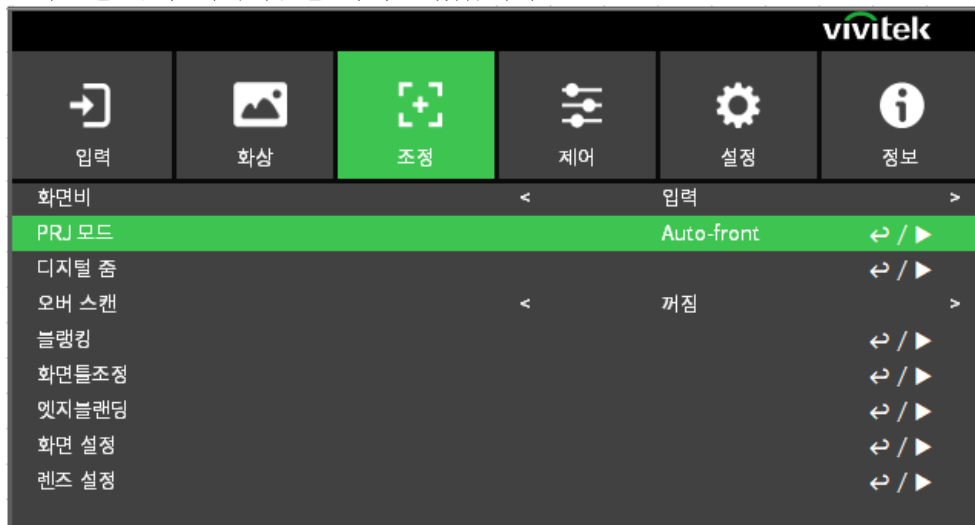 vivitek
입력 화상 조정 제어 설정 정보
화면비 < 입력 >
PRJ 모드 Auto-front ↩ / ▶
디지털 줌 ↩ / ▶
오버 스캔 < 꺼짐 >
블랭킹 ↩ / ▶
화면틀조정 ↩ / ▶
엣지블랜딩 ↩ / ▶
화면 설정 ↩ / ▶
렌즈 설정 ↩ / ▶